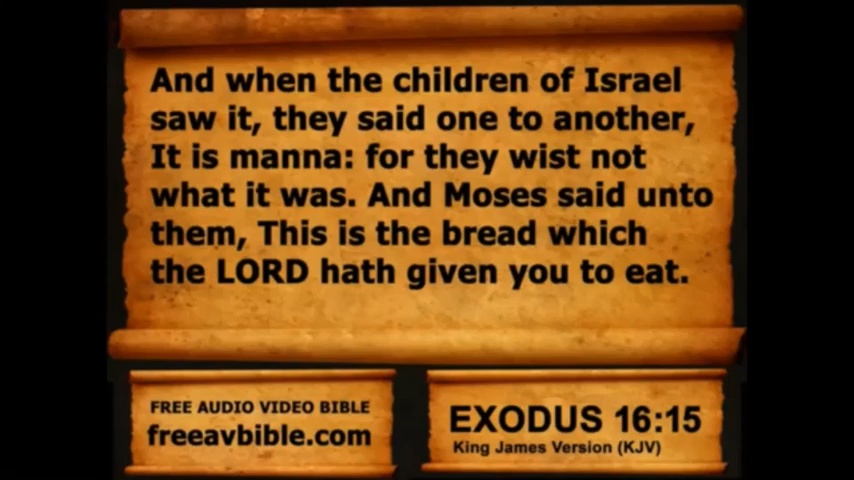 And when the children of Israel
saw it, they said one to another,
It is manna: for they wist not
what it was. And Moses said unto
them, This is the bread which
the LORD hath given you to eat.
FREE AUDIO VIDEO BIBLE
freeavbible.com
EXODUS 16:15
King James Version (KJV)